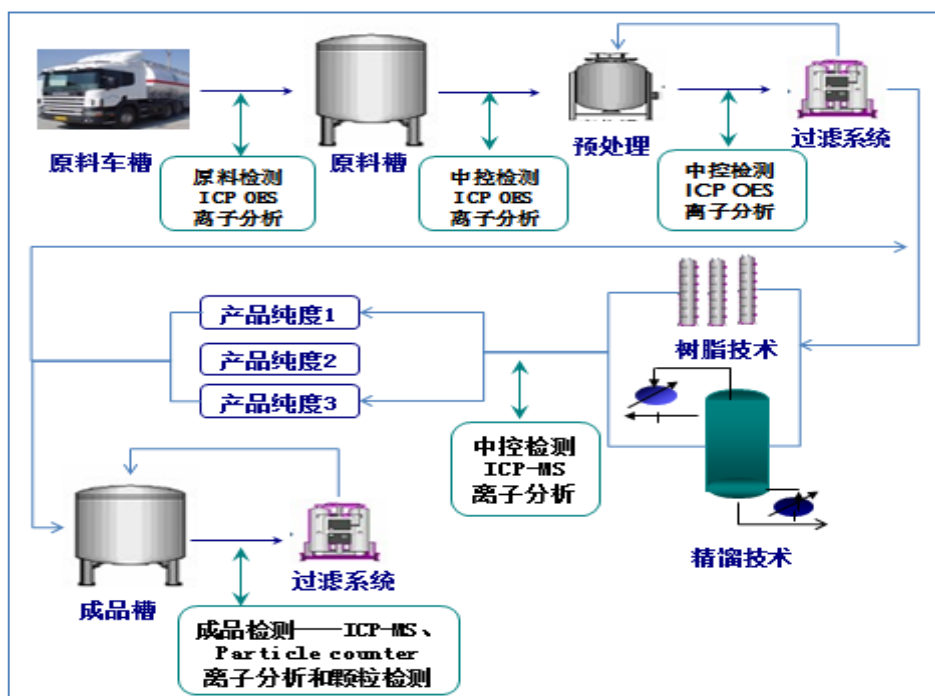 原料车槽
原料槽
预处理
过滤系统
原料检测
ICP OES
离子分析
中控检测
ICP OES
离子分析
中控检测
ICP OES
离子分析
产品纯度1
产品纯度2
产品纯度3
树脂技术
中控检测
ICP-MS
离子分析
精馏技术
成品槽
过滤系统
成品检测——ICP-MS、
Particle counter
离子分析和颗粒检测